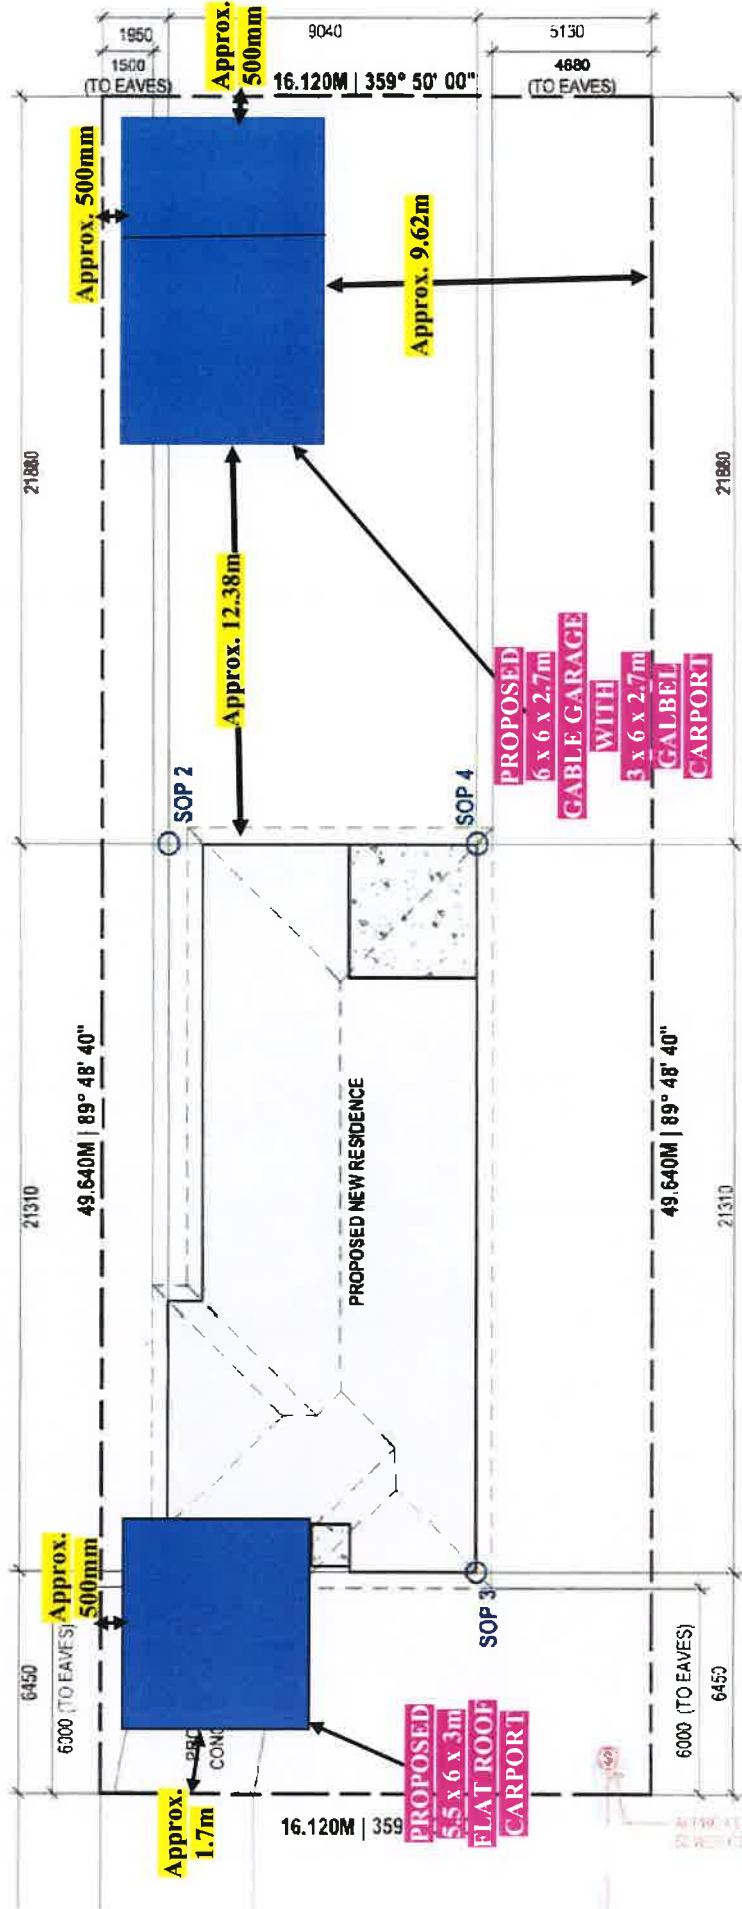 1950
9040
5130
1500
(TO EAVES)
Approx.
500mm
16.120M | 359° 50' 00"
4680
(TO EAVES)
Approx. 500mm
Approx. 9.62m
21880
21880
Approx. 12.38m
PROPOSED
6 x 6 x 2.7m
GABLE GARAGE
WITH
3 x 6 x 2.7m
GALBEL
CARPORT
SOP 2
SOP 4
49.640M | 89° 48' 40"
PROPOSED NEW RESIDENCE
49.640M | 89° 48' 40"
21310
21310
Approx.
500mm
6450
6000 (TO EAVES)
SOP 3
6000 (TO EAVES)
6450
CONC
Approx.
1.7m
16.120M | 359
PROPOSED
5.5 x 6 x 3m
FLAT ROOF
CARPORT